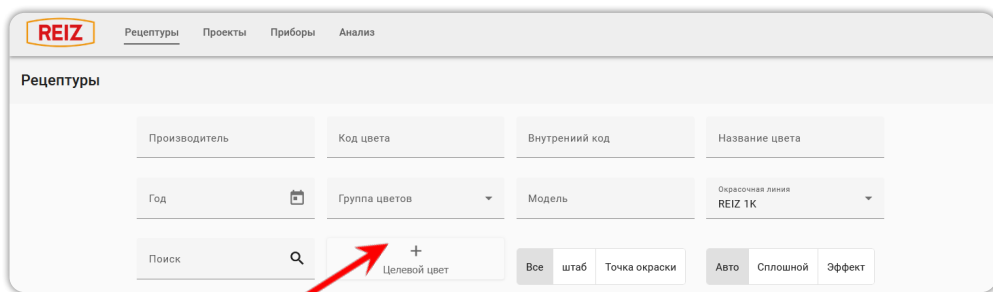 REIZ Рецептуры Проекты Приборы Анализ
Рецептуры
Производитель Код цвета Внутрениий код Название цвета
Год Группа цветов Модель Окрасочная линия
REIZ 1K
Поиск + Целевой цвет Все штаб Точка окраски Авто Сплошной Эффект